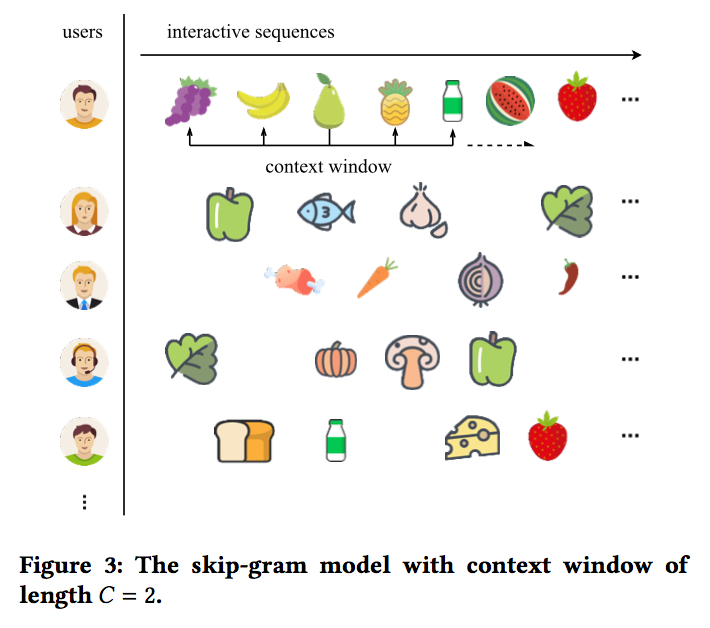 users
interactive sequences
...
context window
...
...
...
...
⋮
Figure 3: The skip-gram model with context window of
length C = 2.